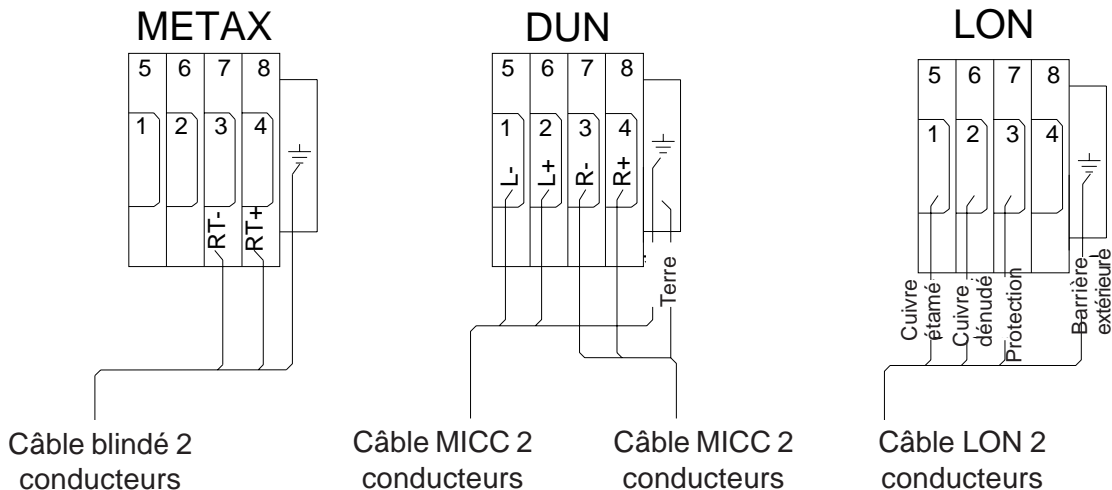 METAX
5 6 7 8
1 2 3 4
RT-
RT+
Câble blindé 2
conducteurs
DUN
5 6 7 8
1 2 3 4
L-
L+
R-
R+
Terre
Câble MICC 2
conducteurs
Câble MICC 2
conducteurs
LON
5 6 7 8
1 2 3 4
Cuivre
étamé
Cuivre
dénudé
Protection
Barrière
extérieure
Câble LON 2
conducteurs